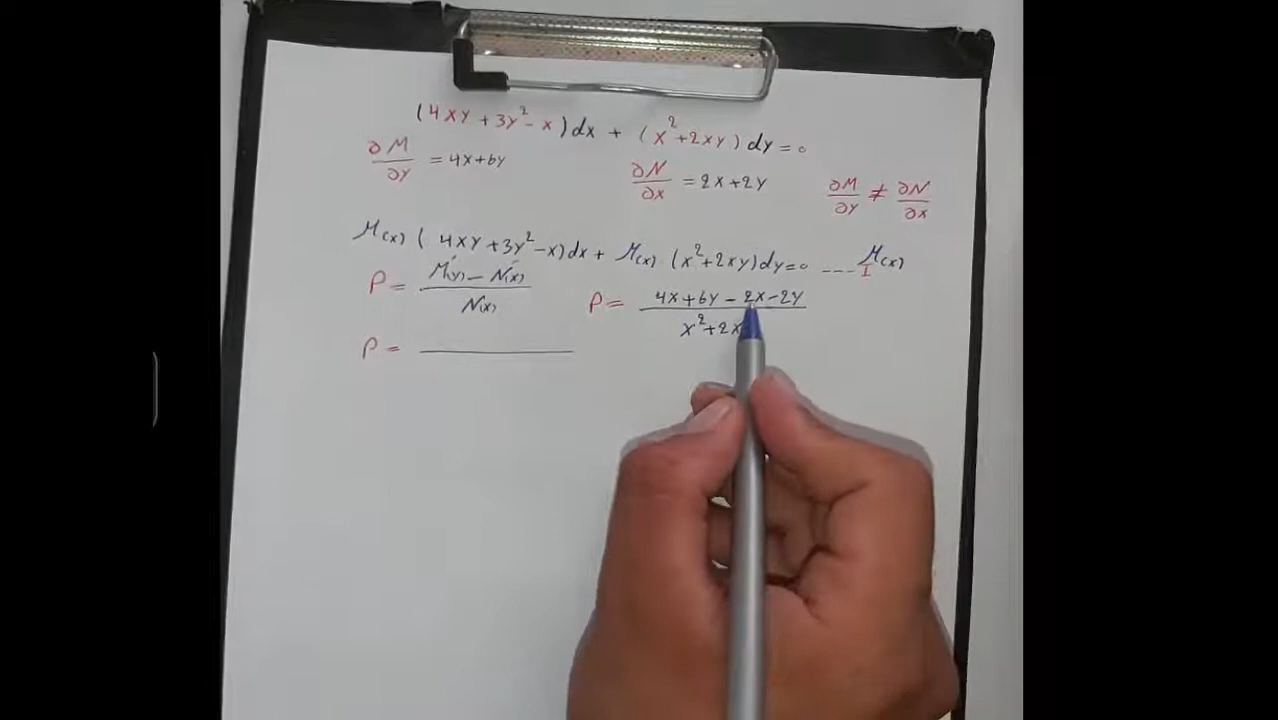 (4xy + 3y² - x)dx + (x² + 2xy)dy = 0
∂M/∂y = 4x+6y ∂N/∂x = 2x+2y ∂M/∂y ≠ ∂N/∂x
M(x) (4xy + 3y² - x)dx + M(x) (x² + 2xy)dy = 0 ---- I M(x)
P = M'(y) - N'(x) / N(x) P = 4x + 6y - 2x - 2y / x² + 2x
P =